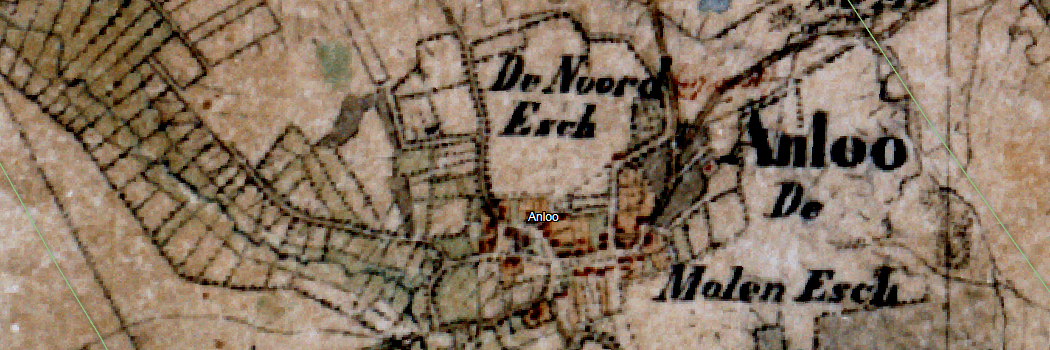 De Noord
Esch
Anloo
De
Anloo
Molen Esch